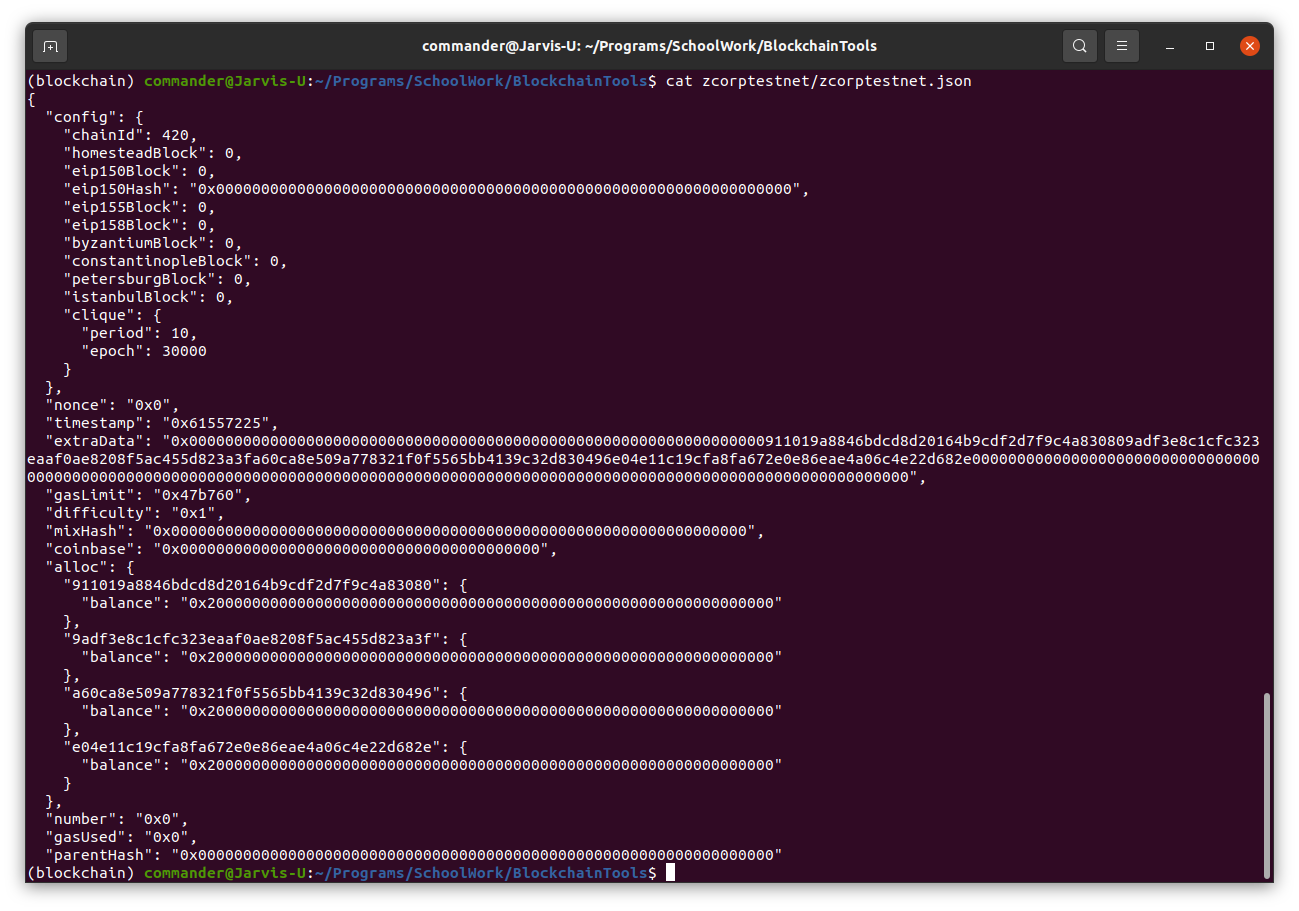 commander@Jarvis-U: ~/Programs/SchoolWork/BlockchainTools
(blockchain) commander@Jarvis-U:~/Programs/SchoolWork/BlockchainTools$ cat zcorptestnet/zcorptestnet.json
{
  "config": {
    "chainId": 420,
    "homesteadBlock": 0,
    "eip150Block": 0,
    "eip150Hash": "0x0000000000000000000000000000000000000000000000000000000000000000",
    "eip155Block": 0,
    "eip158Block": 0,
    "byzantiumBlock": 0,
    "constantinopleBlock": 0,
    "petersburgBlock": 0,
    "istanbulBlock": 0,
    "clique": {
      "period": 10,
      "epoch": 30000
    }
  },
  "nonce": "0x0",
  "timestamp": "0x61557225",
  "extraData": "0x0000000000000000000000000000000000000000000000000000000000000000911019a8846bdcd8d20164b9cdf2d7f9c4a830809adf3e8c1cfc323
eaaf0ae8208f5ac455d823a3fa60ca8e509a778321f0f5565bb4139c32d830496e04e11c19cfa8fa672e0e86eae4a06c4e22d682e00000000000000000000000000000000
00000000000000000000000000000000000000000000000000000000000000000000000000000000000000000000000000",
  "gasLimit": "0x47b760",
  "difficulty": "0x1",
  "mixHash": "0x0000000000000000000000000000000000000000000000000000000000000000",
  "coinbase": "0x0000000000000000000000000000000000000000",
  "alloc": {
    "911019a8846bdcd8d20164b9cdf2d7f9c4a83080": {
      "balance": "0x200000000000000000000000000000000000000000000000000000000000000"
    },
    "9adf3e8c1cfc323eaaf0ae8208f5ac455d823a3f": {
      "balance": "0x200000000000000000000000000000000000000000000000000000000000000"
    },
    "a60ca8e509a778321f0f5565bb4139c32d830496": {
      "balance": "0x200000000000000000000000000000000000000000000000000000000000000"
    },
    "e04e11c19cfa8fa672e0e86eae4a06c4e22d682e": {
      "balance": "0x200000000000000000000000000000000000000000000000000000000000000"
    }
  },
  "number": "0x0",
  "gasUsed": "0x0",
  "parentHash": "0x0000000000000000000000000000000000000000000000000000000000000000"
(blockchain) commander@Jarvis-U:~/Programs/SchoolWork/BlockchainTools$